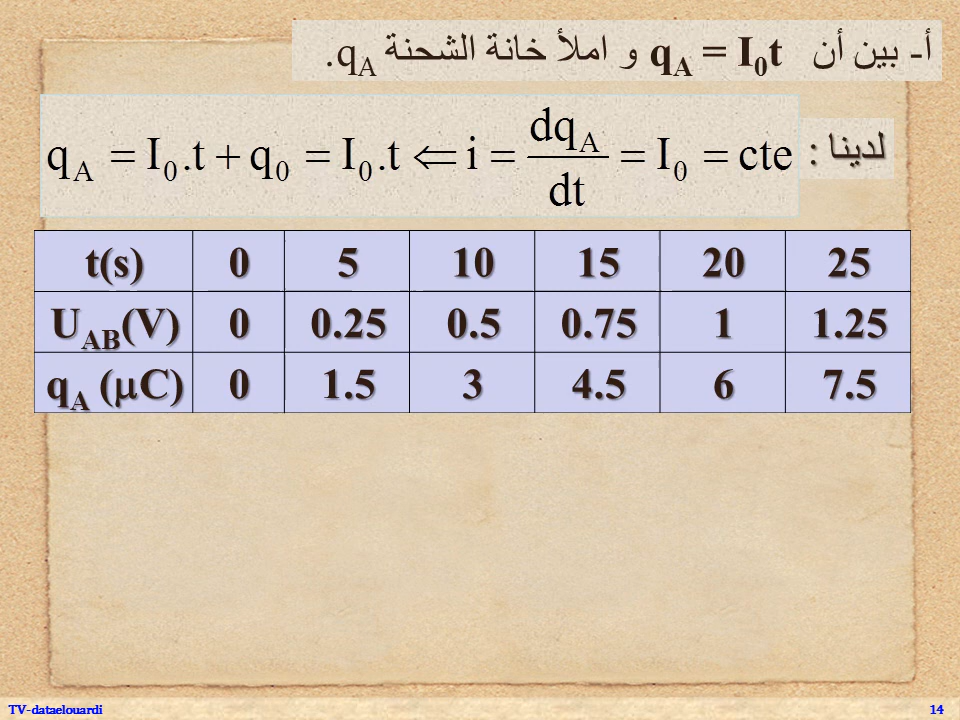 أ- بين أن qA = I0t و املأ خانة الشحنة qA.
لدينا :
qA = I0.t + q0 = I0.t ⇐ i = dqA/dt = I0 = cte
t(s) 0 5 10 15 20 25
UAB(V) 0 0.25 0.5 0.75 1 1.25
qA (μC) 0 1.5 3 4.5 6 7.5
TV-dataelouardi 14